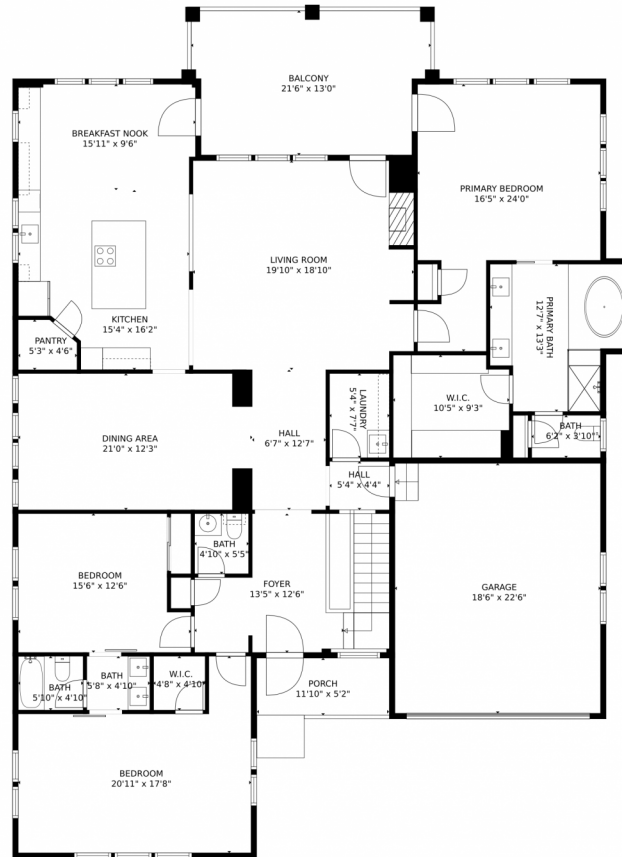 BALCONY
21'6" x 13'0"
BREAKFAST NOOK
15'11" x 9'6"
PRIMARY BEDROOM
16'5" x 24'0"
LIVING ROOM
19'10" x 18'10"
KITCHEN
15'4" x 16'2"
PRIMARY BATH
12'7" x 13'3"
PANTRY
5'3" x 4'6"
LAUNDRY
5'4" x 7'7"
W.I.C.
10'5" x 9'3"
BATH
6'2" x 3'10"
DINING AREA
21'0" x 12'3"
HALL
6'7" x 12'7"
HALL
5'4" x 4'4"
BATH
4'10" x 5'5"
BEDROOM
15'6" x 12'6"
FOYER
13'5" x 12'6"
GARAGE
18'6" x 22'6"
BATH
5'10" x 4'10"
BATH
5'8" x 4'10"
W.I.C.
4'8" x 4'10"
PORCH
11'10" x 5'2"
BEDROOM
20'11" x 17'8"